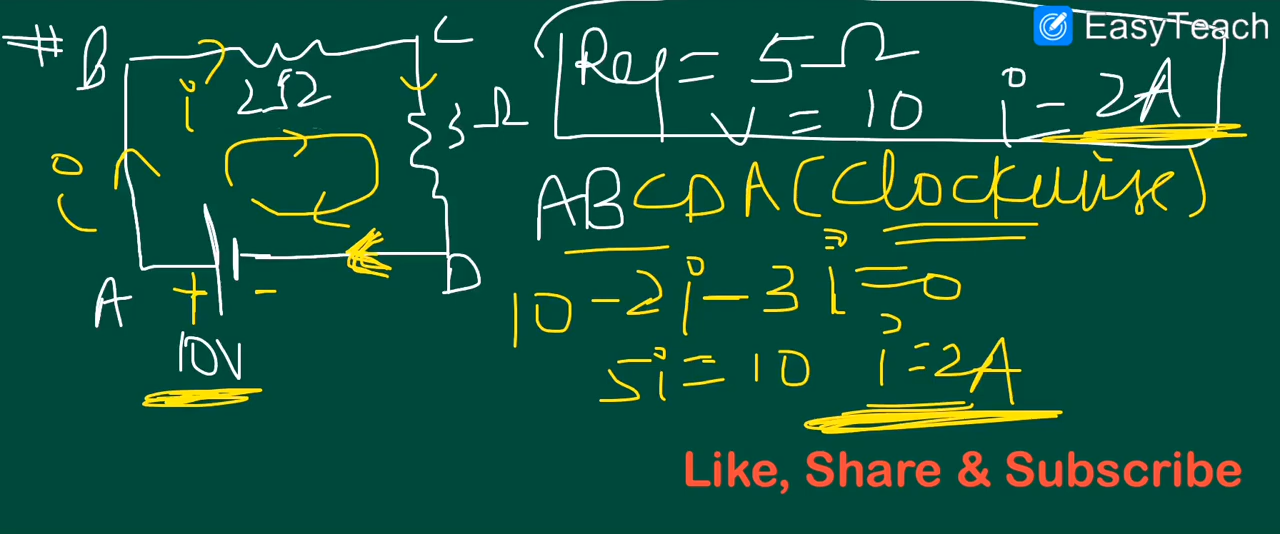 EasyTeach
# B i 2Ω C
3Ω
i
A + - D
10V
Req = 5Ω
V = 10 i - 2A
ABCDA (Clockwise)
10 - 2i - 3i = 0
5i = 10 i = 2A
Like, Share & Subscribe